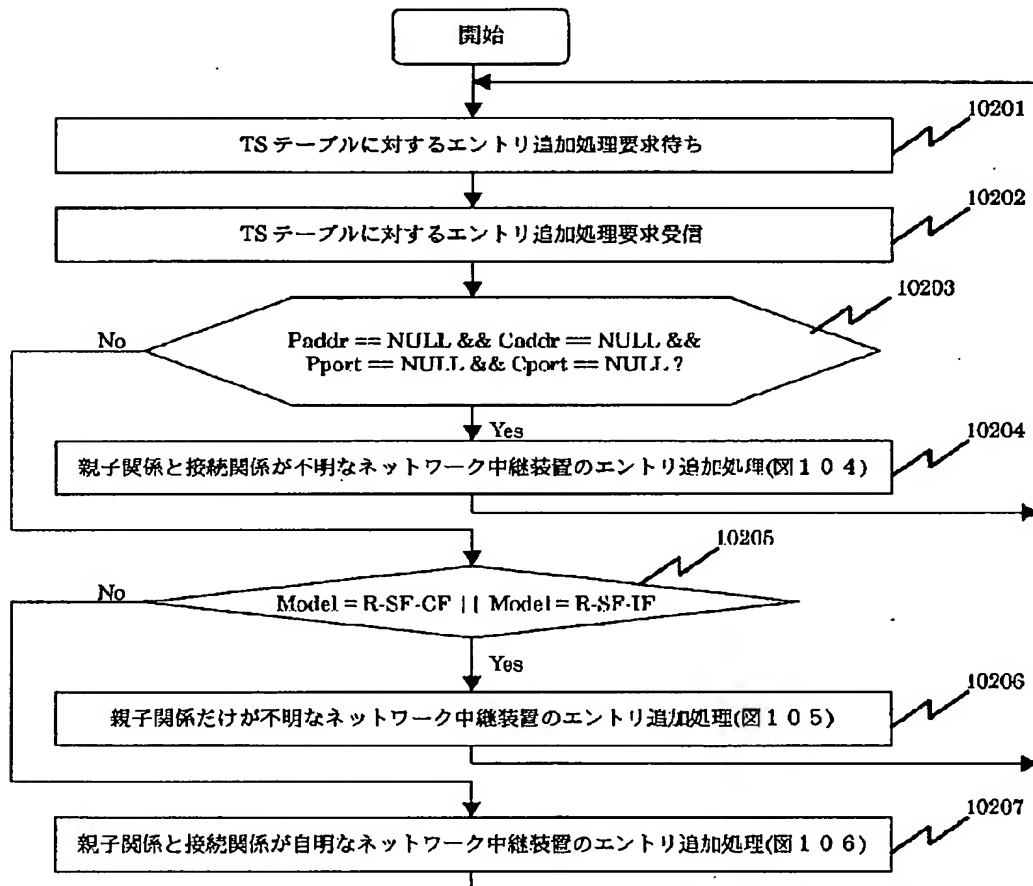 開始
10201
TSテーブルに対するエントリ追加処理要求待ち
10202
TSテーブルに対するエントリ追加処理要求受信
10203
No
Paddr == NULL && Caddr == NULL &&
Pport == NULL && Cport == NULL ?
Yes
10204
親子関係と接続関係が不明なネットワーク中継装置のエントリ追加処理(図104)
10205
No
Model = R-SF-CF || Model = R-SF-IF
Yes
10206
親子関係だけが不明なネットワーク中継装置のエントリ追加処理(図105)
10207
親子関係と接続関係が自明なネットワーク中継装置のエントリ追加処理(図106)